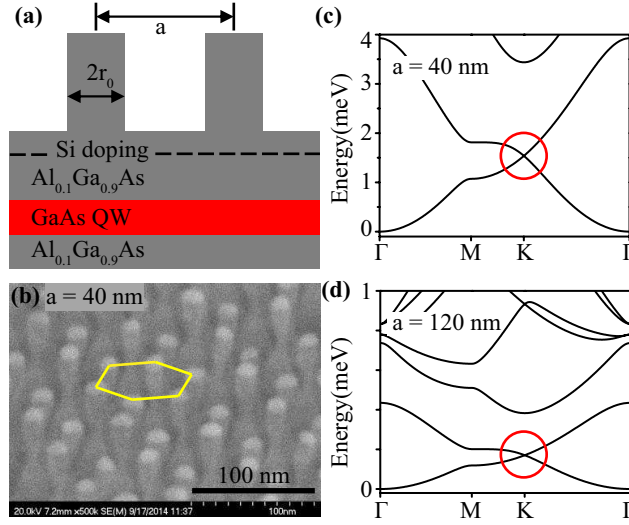 (a)
a
2r₀
Si doping
Al₀.₁Ga₀.₉As
GaAs QW
Al₀.₁Ga₀.₉As
(b) a = 40 nm
100 nm
20.0kV 7.2mm x500k SE(M) 9/17/2014 11:37
100nm
(c)
4
a = 40 nm
3
2
1
0
Energy(meV)
Γ M K Γ
(d)
1
a = 120 nm
0
Energy(meV)
Γ M K Γ